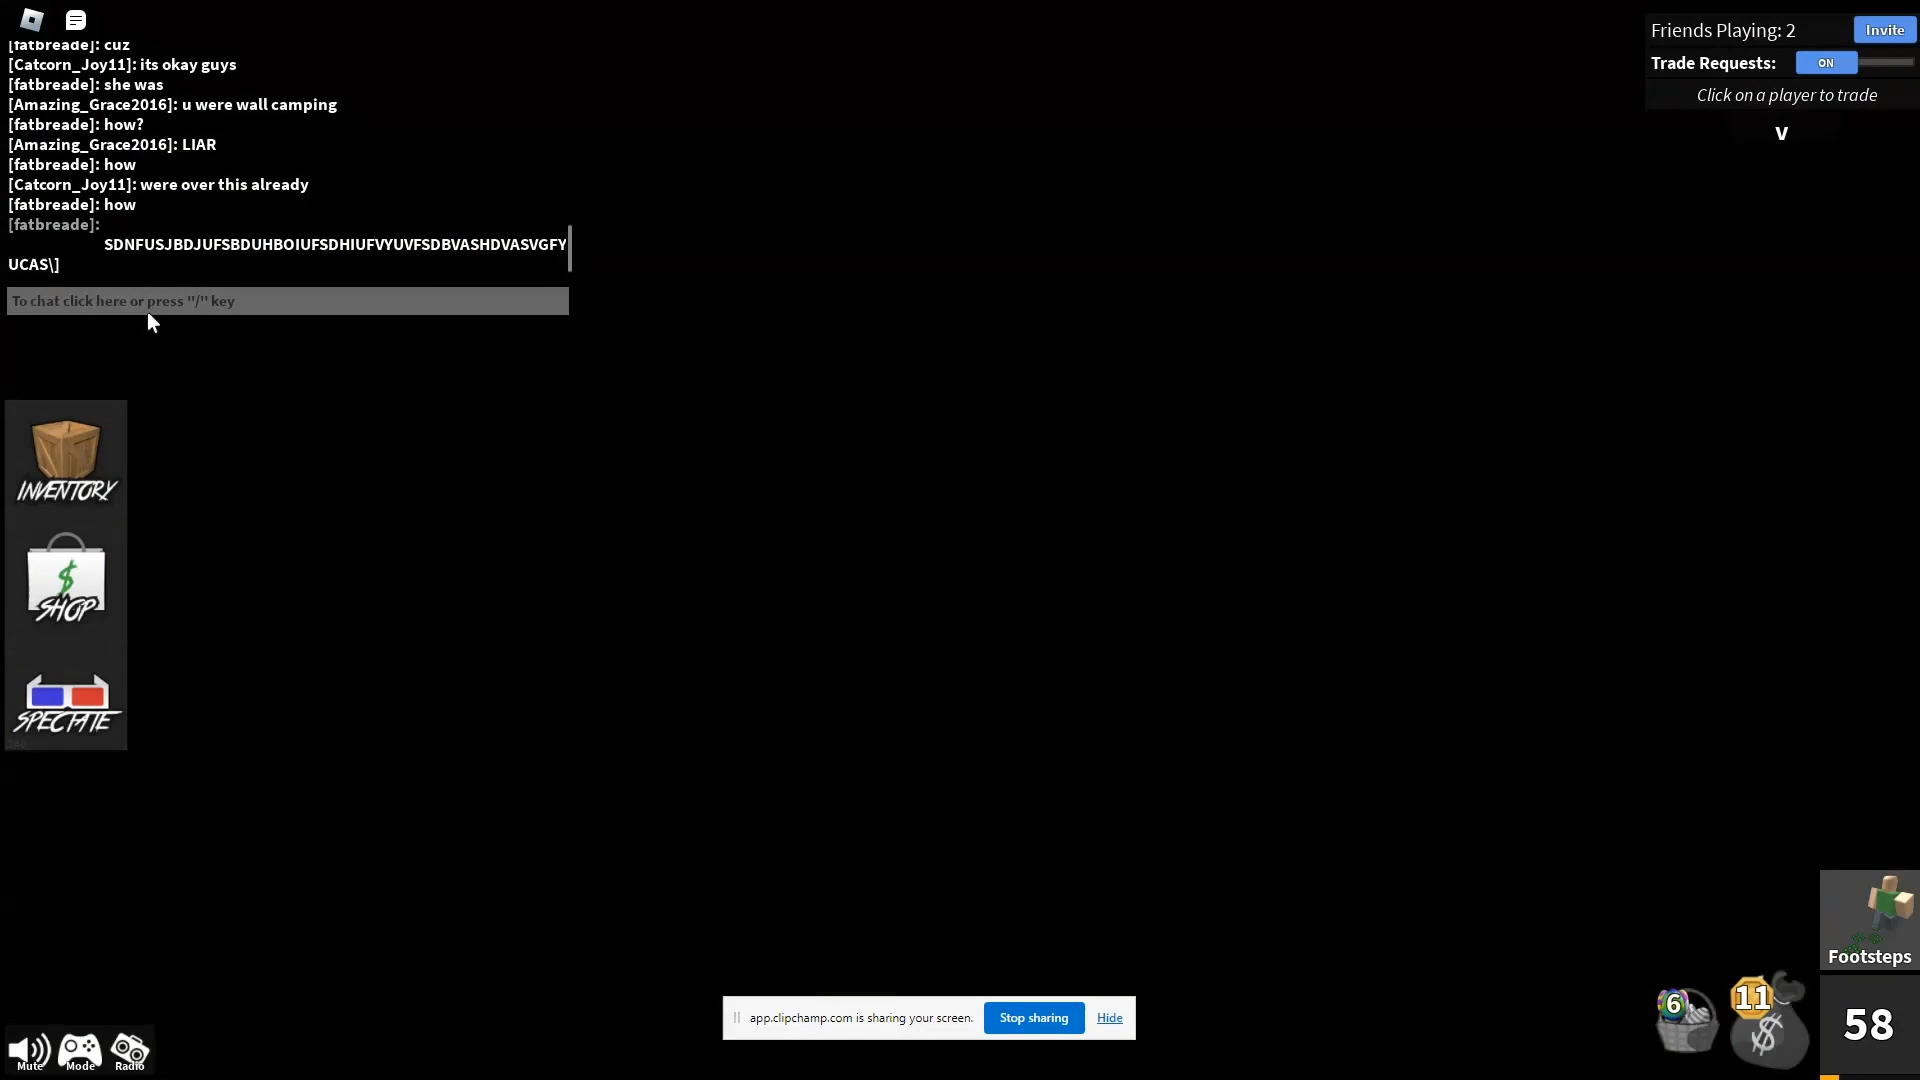 [fatbreade]: cuz
[Catcorn_Joy11]: its okay guys
[fatbreade]: she was
[Amazing_Grace2016]: u were wall camping
[fatbreade]: how?
[Amazing_Grace2016]: LIAR
[fatbreade]: how
[Catcorn_Joy11]: were over this already
[fatbreade]: how
[fatbreade]:
SDNFUSJBDJUFSBDUHBOIUFSDHIUFVYUVFSDBVASHDVASVGFY
UCAS\]
To chat click here or press "/" key
Friends Playing: 2
Invite
Trade Requests:
ON
Click on a player to trade
V
INVENTORY
$
SHOP
SPECTATE
Mute
Mode
Radio
app.clipchamp.com is sharing your screen.
Stop sharing
Hide
Footsteps
6
11
$
58